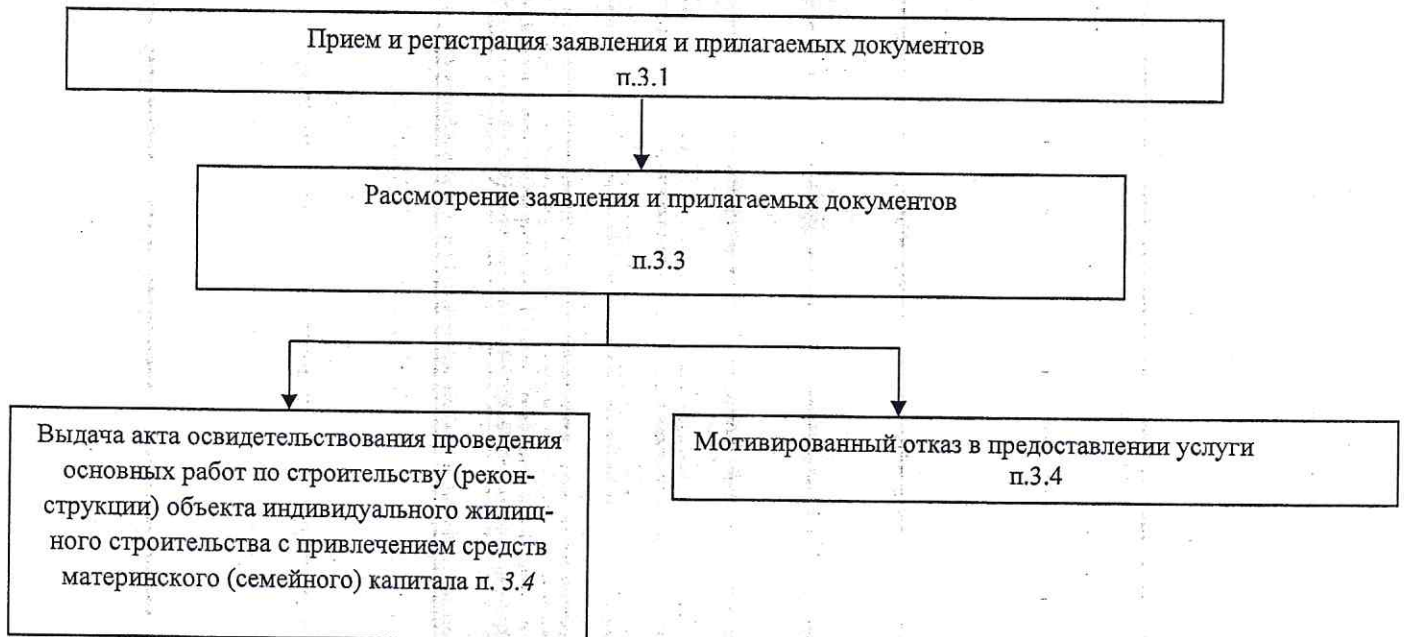 Прием и регистрация заявления и прилагаемых документов
п.3.1
Рассмотрение заявления и прилагаемых документов
п.3.3
Выдача акта освидетельствования проведения
основных работ по строительству (рекон-
струкции) объекта индивидуального жилищ-
ного строительства с привлечением средств
материнского (семейного) капитала п. 3.4
Мотивированный отказ в предоставлении услуги
п.3.4